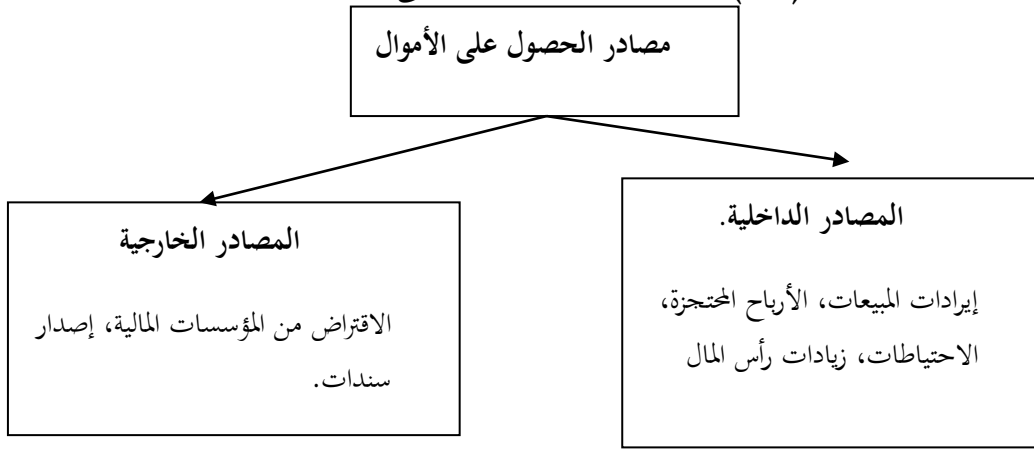 مصادر الحصول على الأموال
المصادر الداخلية.
إيرادات المبيعات، الأرباح المحتجزة،
الاحتياطات، زيادات رأس المال
المصادر الخارجية
الاقتراض من المؤسسات المالية، إصدار
سندات.